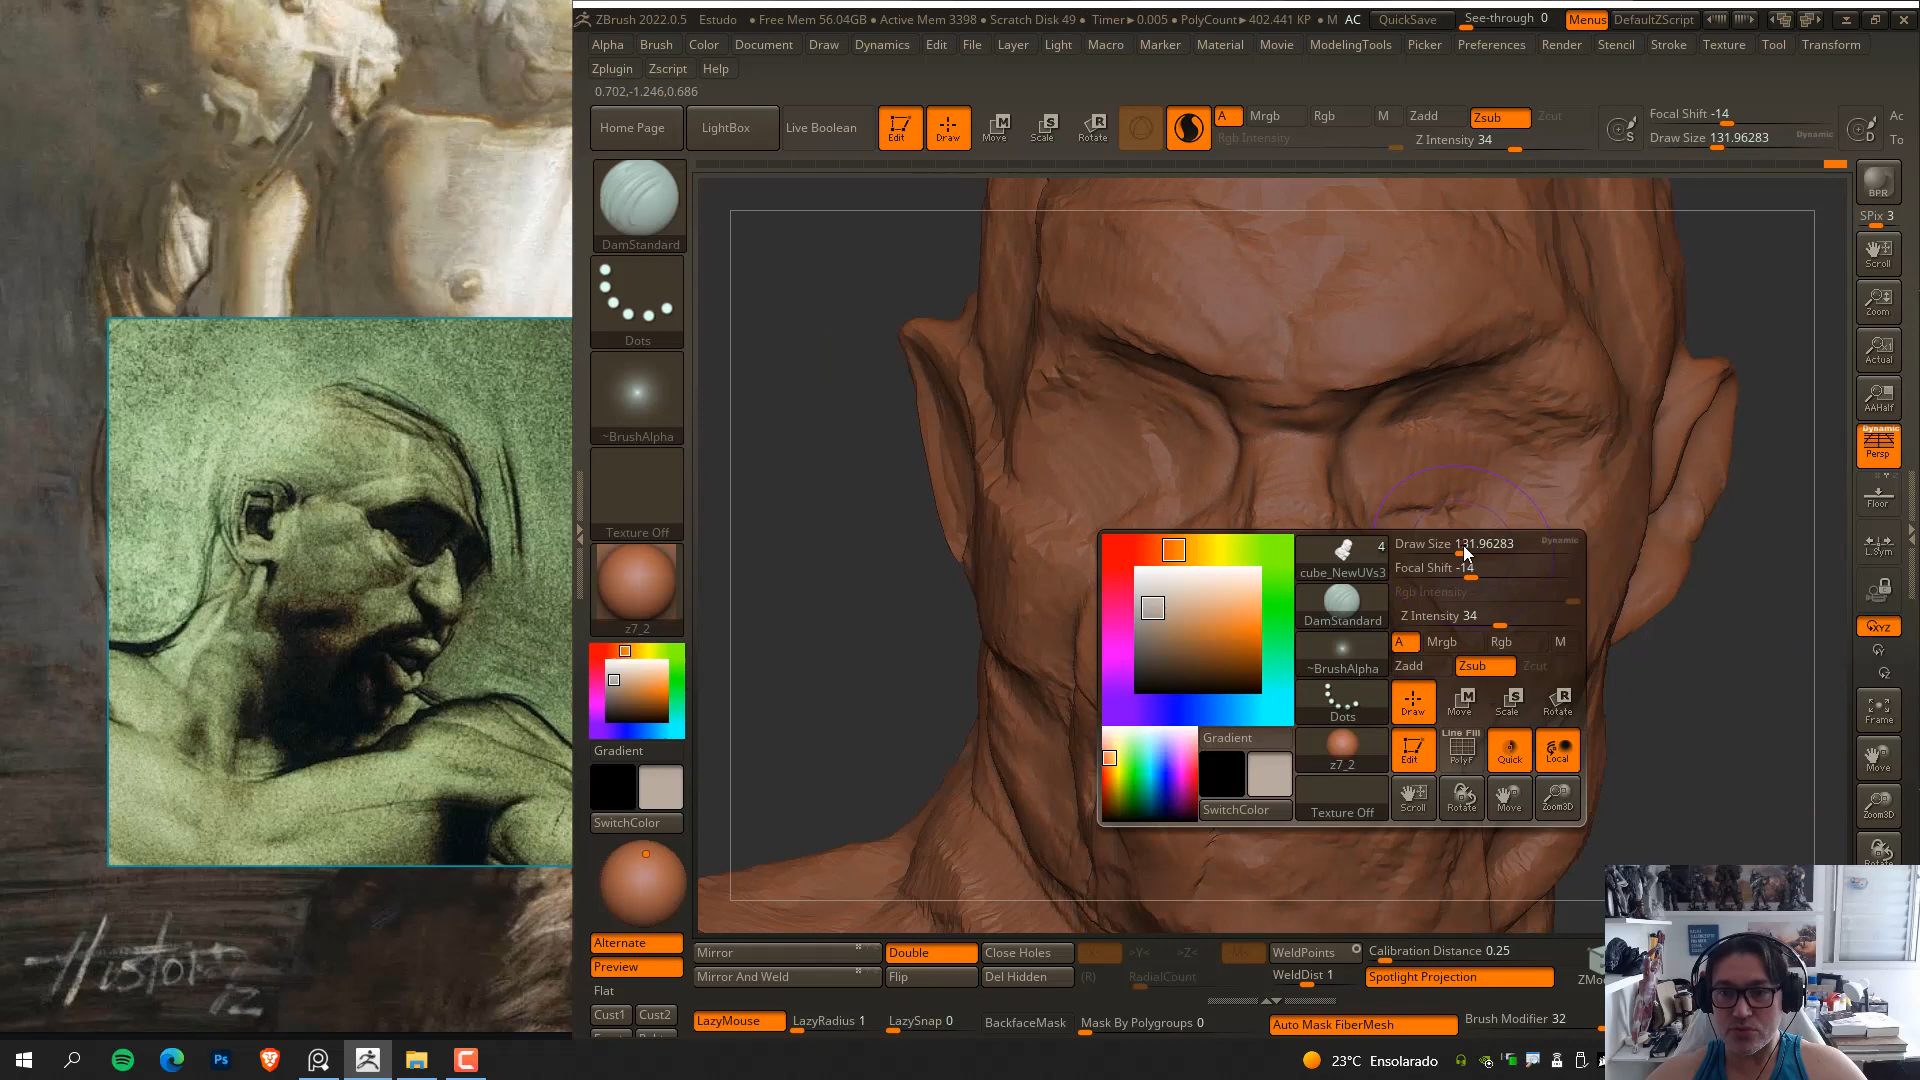 ZBrush 2022.0.5 Estudo • Free Mem 56.04GB • Active Mem 3398 • Scratch Disk 49 • Timer▶0.005 • PolyCount▶402.441 KP • M AC QuickSave See-through 0 Menus DefaultZScript
Alpha Brush Color Document Draw Dynamics Edit File Layer Light Macro Marker Material Movie ModelingTools Picker Preferences Render Stencil Stroke Texture Tool Transform
Zplugin Zscript Help
0.702,-1.246,0.686
Home Page LightBox Live Boolean Edit Draw Move Scale Rotate A Mrgb Rgb M Zadd Zsub Zcut Focal Shift -14 Ac
Rgb Intensity Z Intensity 34 S Draw Size 131.96283 Dynamic D To
DamStandard
Dots
~BrushAlpha
Texture Off
z7_2
Gradient
SwitchColor
Alternate
Preview
Flat
Cust1 Cust2
BPR
SPix 3
Scroll
Zoom
Actual
AAHalf
Dynamic
Persp
Floor
L.Sym
XYZ
Frame
Move
Zoom3D
Rotate
4 Draw Size 131.96283 Dynamic
cube_NewUVs3 Focal Shift -14
Rgb Intensity
DamStandard Z Intensity 34
A Mrgb Rgb M
~BrushAlpha Zadd Zsub Zcut
Dots Draw Move Scale Rotate
Gradient Line Fill
z7_2 Edit PolyF Quick Local
SwitchColor Texture Off Scroll Rotate Move Zoom3D
Mirror Double Close Holes >Y< >Z< WeldPoints Calibration Distance 0.25
Mirror And Weld Flip Del Hidden (R) RadialCount WeldDist 1 Spotlight Projection ZMo
LazyMouse LazyRadius 1 LazySnap 0 BackfaceMask Mask By Polygroups 0 Auto Mask FiberMesh Brush Modifier 32
Ps
23°C Ensolarado